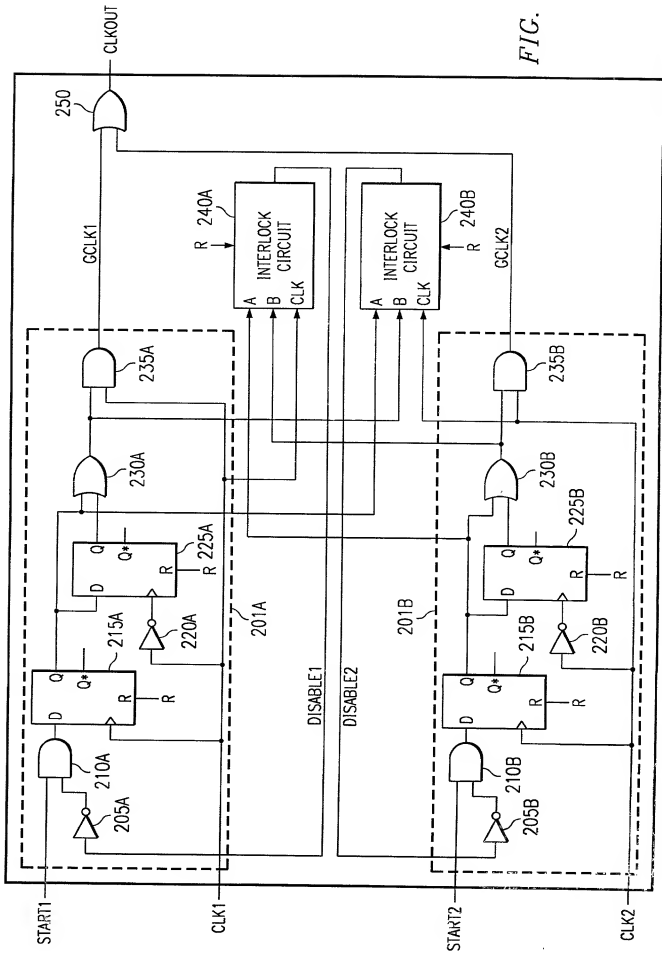 START1
205A
210A
D
Q
Q*
R
R
215A
220A
D
Q
Q*
R
R
225A
230A
235A
201A
CLK1
GCLK1
250
CLKOUT
DISABLE1
DISABLE2
R
240A
A
B
CLK
INTERLOCK
CIRCUIT
A
B
CLK
INTERLOCK
CIRCUIT
240B
R
GCLK2
201B
START2
205B
210B
D
Q
Q*
R
R
215B
220B
D
Q
Q*
R
R
225B
230B
235B
CLK2
FIG.